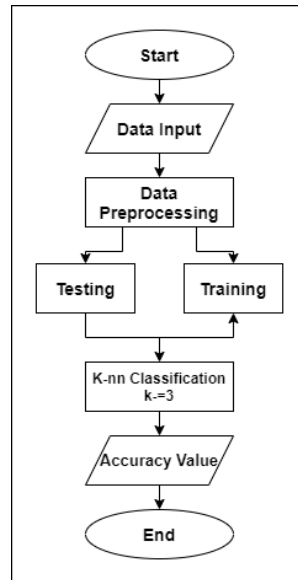 Start
Data Input
Data
Preprocessing
Testing
Training
K-nn Classification
k-=3
Accuracy Value
End